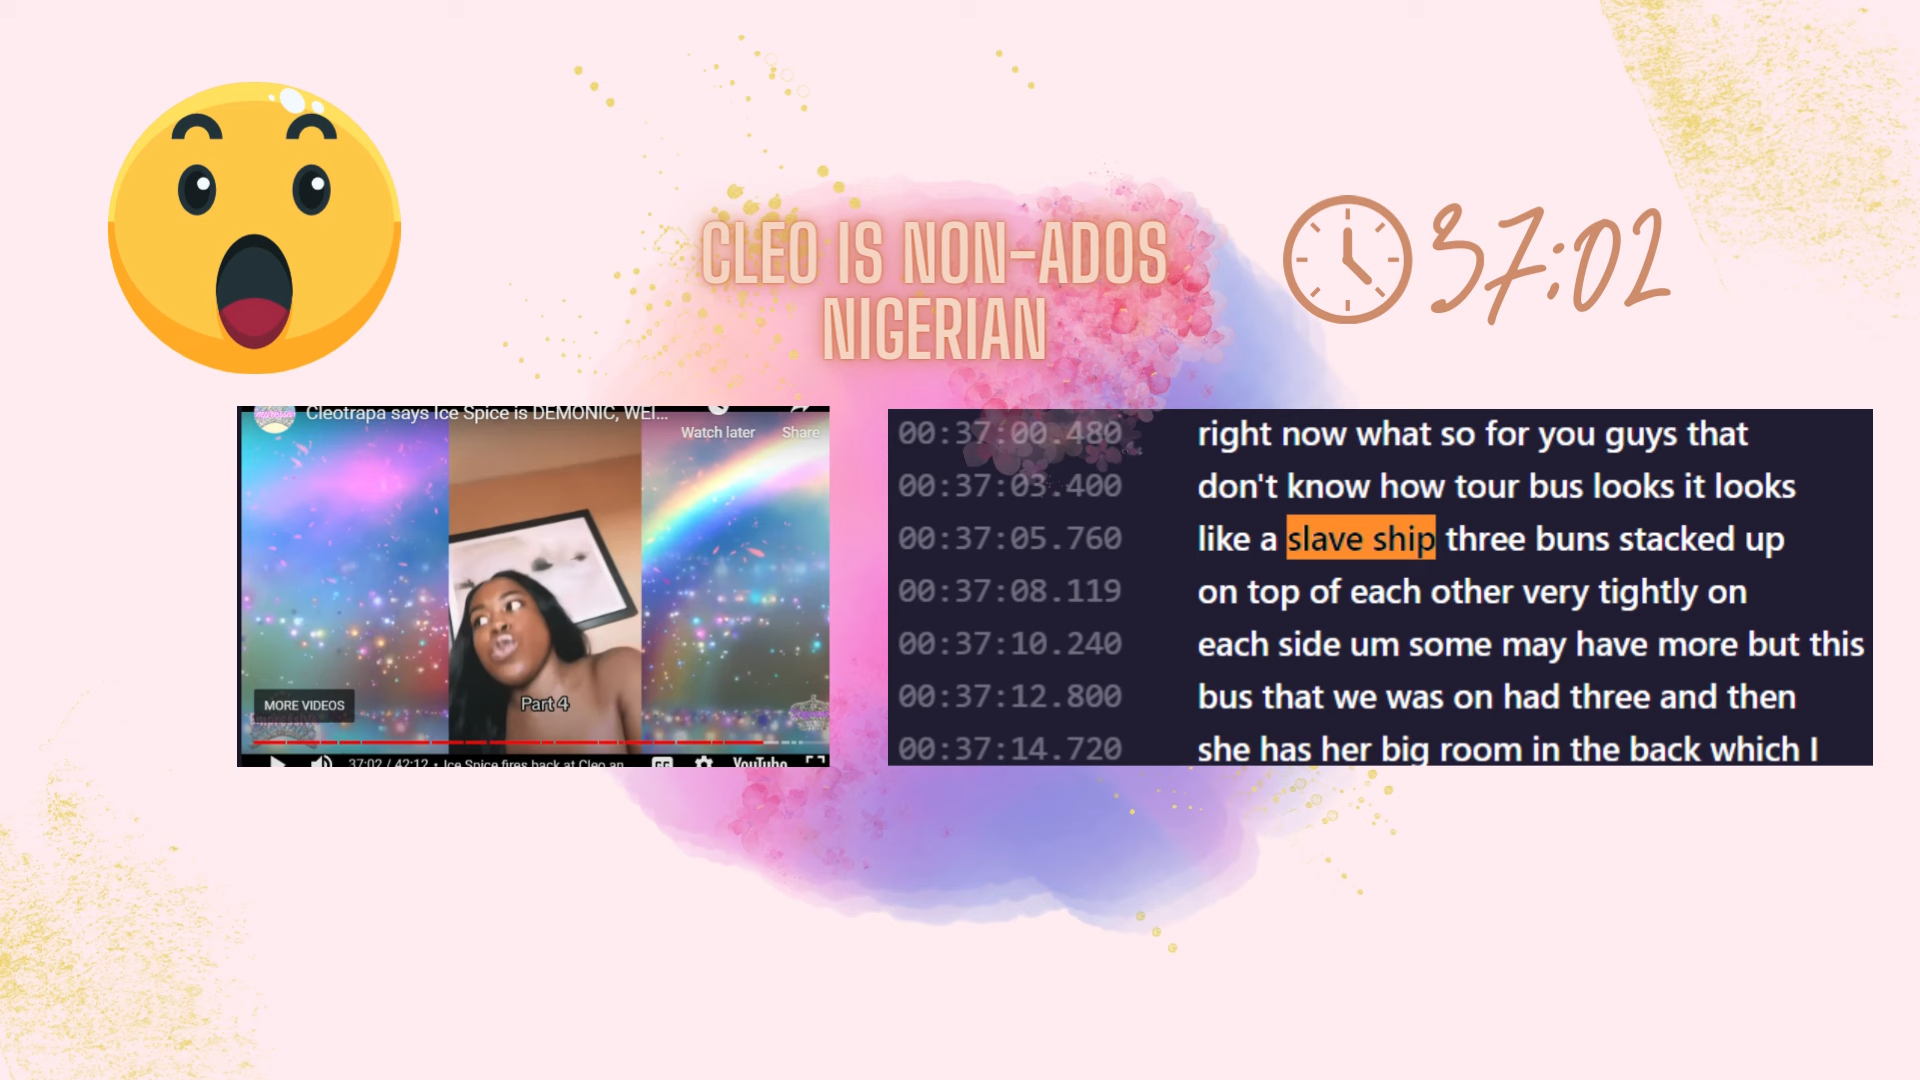 CLEO IS NON-ADOS
NIGERIAN
37:02
Cleotrapa says Ice Spice is DEMONIC, WEI...
Watch later
Share
Part 4
MORE VIDEOS
37:02 / 42:12 • Ice Spice fires back at Cleo an
CC
YouTube
00:37:00.480 right now what so for you guys that
00:37:03.400 don't know how tour bus looks it looks
00:37:05.760 like a slave ship three buns stacked up
00:37:08.119 on top of each other very tightly on
00:37:10.240 each side um some may have more but this
00:37:12.800 bus that we was on had three and then
00:37:14.720 she has her big room in the back which I